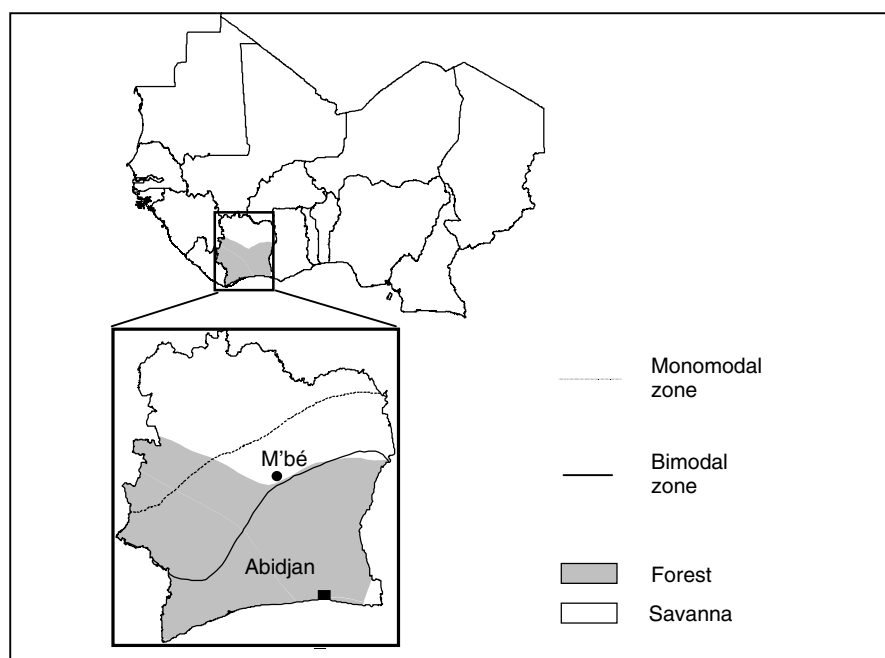 M'bé
Abidjan
Monomodal
zone
Bimodal
zone
Forest
Savanna